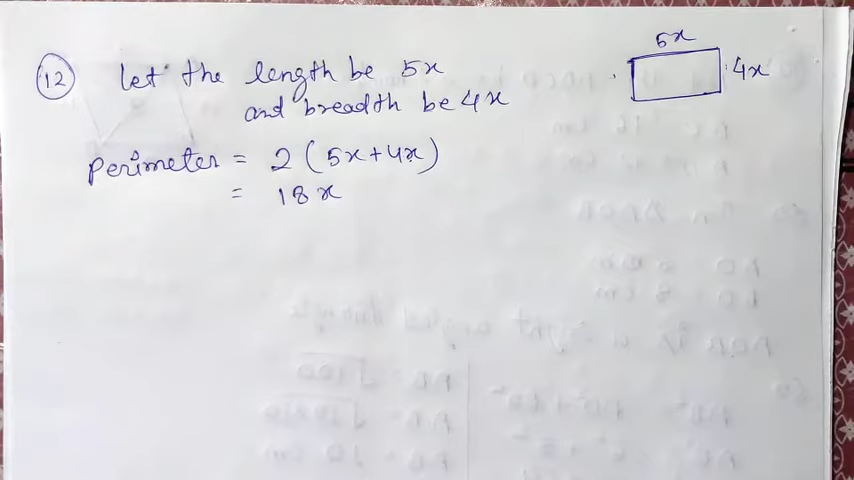 12 Let the length be 5x
and breadth be 4x
5x
4x
Perimeter = 2 (5x+4x)
= 18x